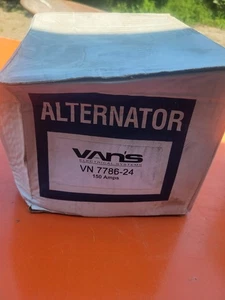 ALTERNATOR
VAN'S
VN 7786-24
150 Amps